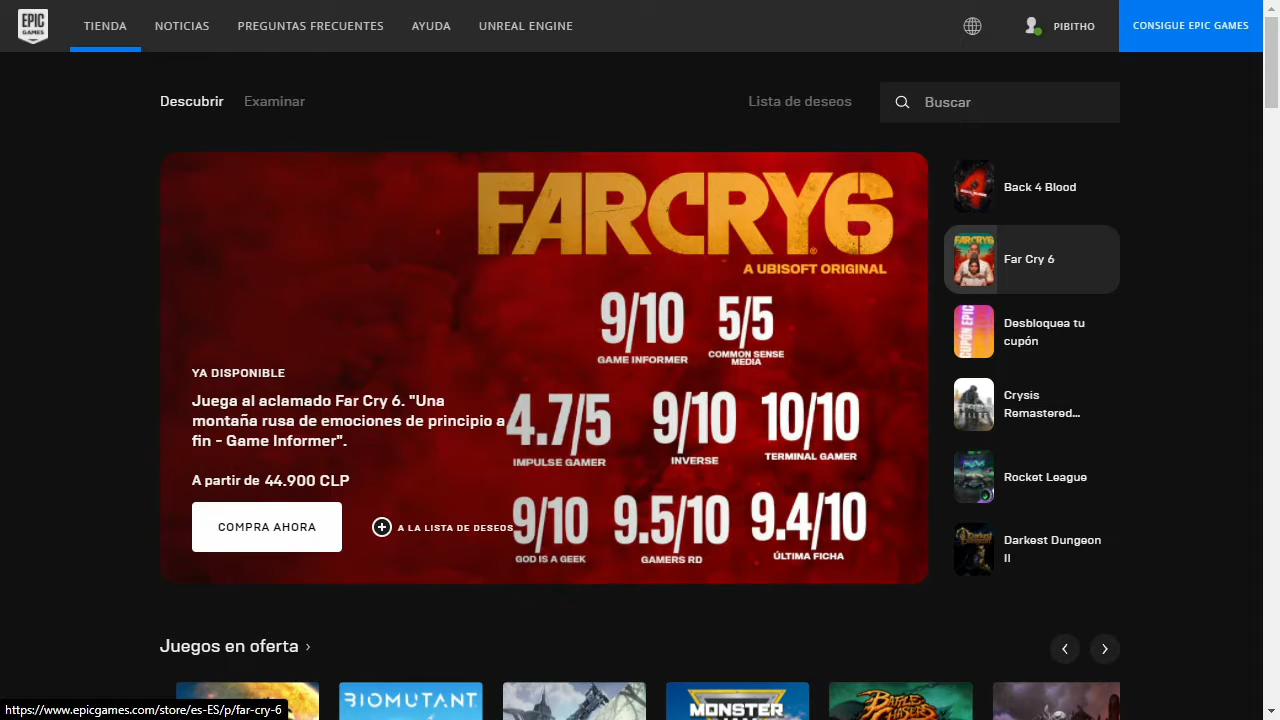 EPIC
GAMES
TIENDA
NOTICIAS
PREGUNTAS FRECUENTES
AYUDA
UNREAL ENGINE
PIBITHO
CONSIGUE EPIC GAMES
Descubrir
Examinar
Lista de deseos
Buscar
FARCRY6
A UBISOFT ORIGINAL
9/10
GAME INFORMER
5/5
COMMON SENSE
MEDIA
YA DISPONIBLE
Juega al aclamado Far Cry 6. "Una
montaña rusa de emociones de principio a
fin - Game Informer".
4.7/5
IMPULSE GAMER
9/10
INVERSE
10/10
TERMINAL GAMER
A partir de 44.900 CLP
COMPRA AHORA
A LA LISTA DE DESEOS
9/10
GOD IS A GEEK
9.5/10
GAMERS RD
9.4/10
ÚLTIMA FICHA
Back 4 Blood
FARCRY6
Far Cry 6
CUPÓN EPIC
Desbloquea tu
cupón
Crysis
Remastered...
Rocket League
Darkest Dungeon
II
Juegos en oferta
BIOMUTANT
MONSTER
BATTLE
CHASERS
https://www.epicgames.com/store/es-ES/p/far-cry-6